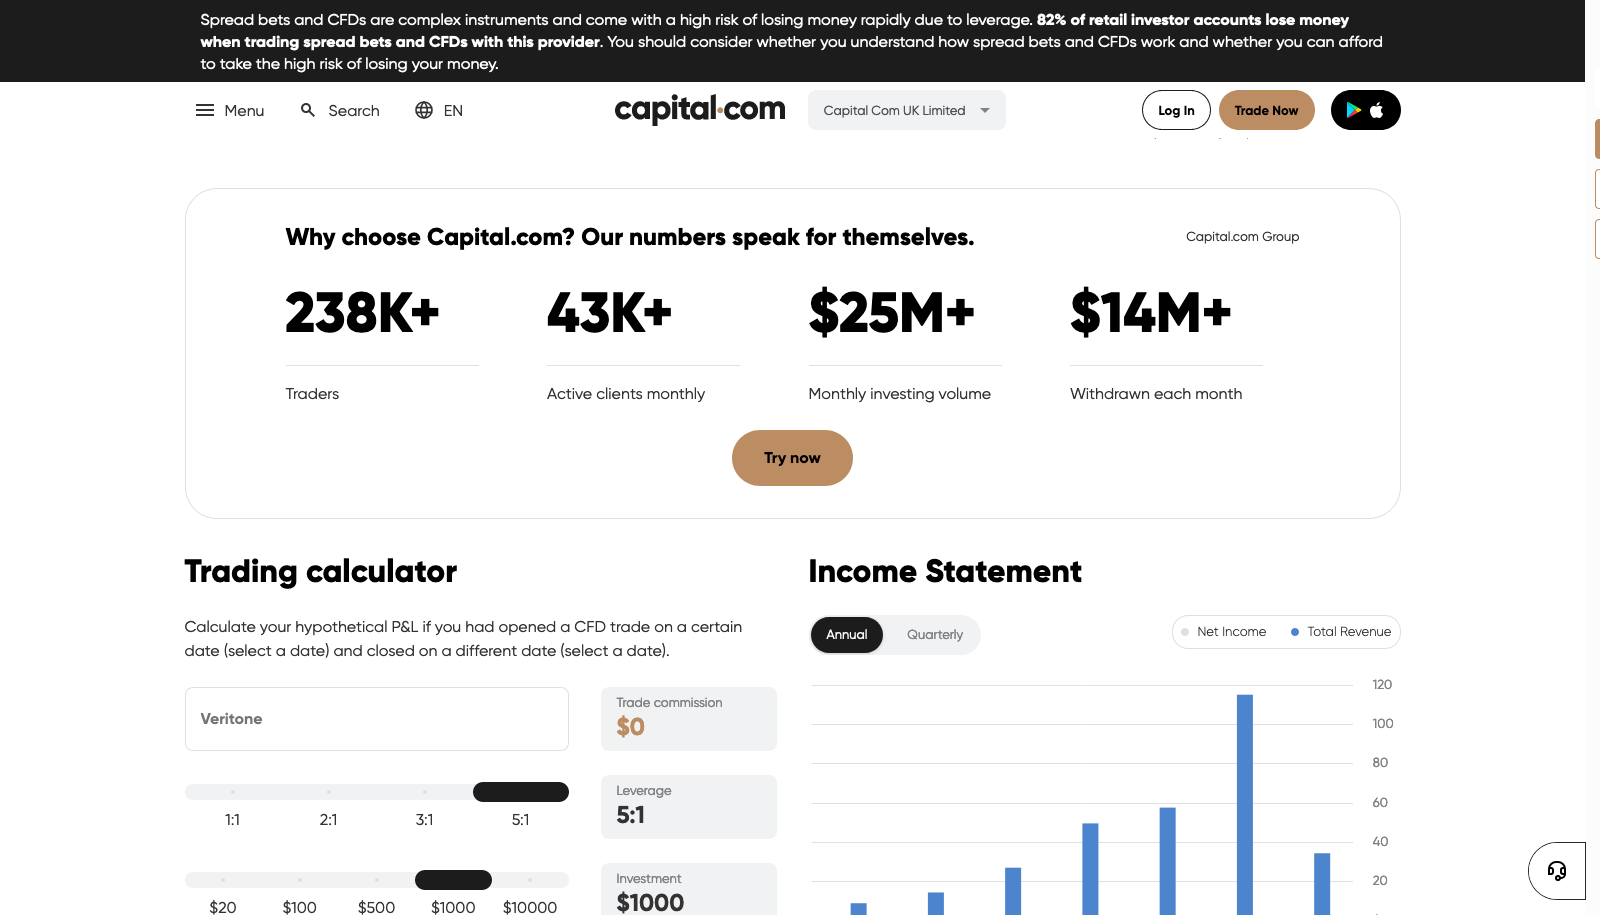 Spread bets and CFDs are complex instruments and come with a high risk of losing money rapidly due to leverage. 82% of retail investor accounts lose money
when trading spread bets and CFDs with this provider. You should consider whether you understand how spread bets and CFDs work and whether you can afford
to take the high risk of losing your money.
Menu
Search
EN
capital.com
Capital Com UK Limited
Log In
Trade Now
Why choose Capital.com? Our numbers speak for themselves.
Capital.com Group
238K+
43K+
$25M+
$14M+
Traders
Active clients monthly
Monthly investing volume
Withdrawn each month
Try now
Trading calculator
Calculate your hypothetical P&L if you had opened a CFD trade on a certain
date (select a date) and closed on a different date (select a date).
Veritone
Trade commission
$0
1:1
2:1
3:1
5:1
Leverage
5:1
$20
$100
$500
$1000
$10000
Investment
$1000
Income Statement
Annual
Quarterly
Net Income
Total Revenue
120
100
80
60
40
20